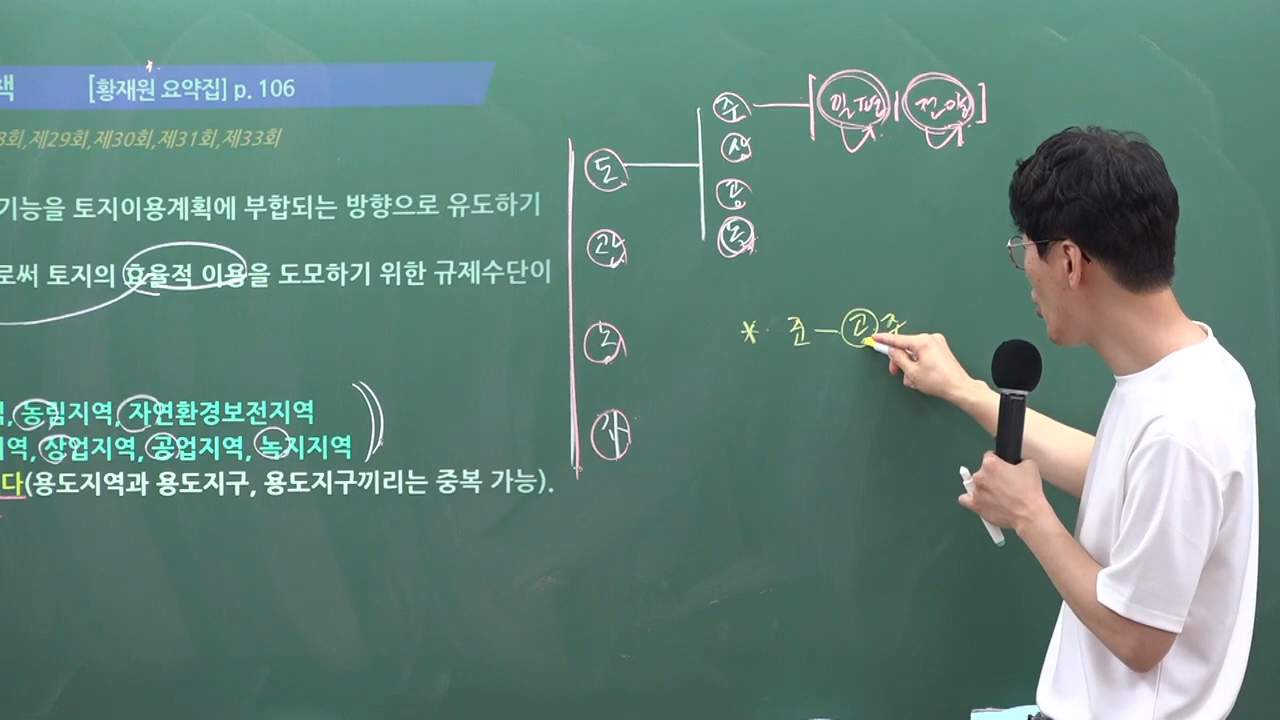 책 [황재원 요약집] p. 106
8회,제29회,제30회,제31회,제33회
기능을 토지이용계획에 부합되는 방향으로 유도하기
로써 토지의 효율적 이용을 도모하기 위한 규제수단이
, 농림지역, 자연환경보전지역
역, 상업지역, 공업지역, 녹지지역
다(용도지역과 용도지구, 용도지구끼리는 중복 가능).
도
관
농
자
주
상
공
녹
* 준 — 공 주